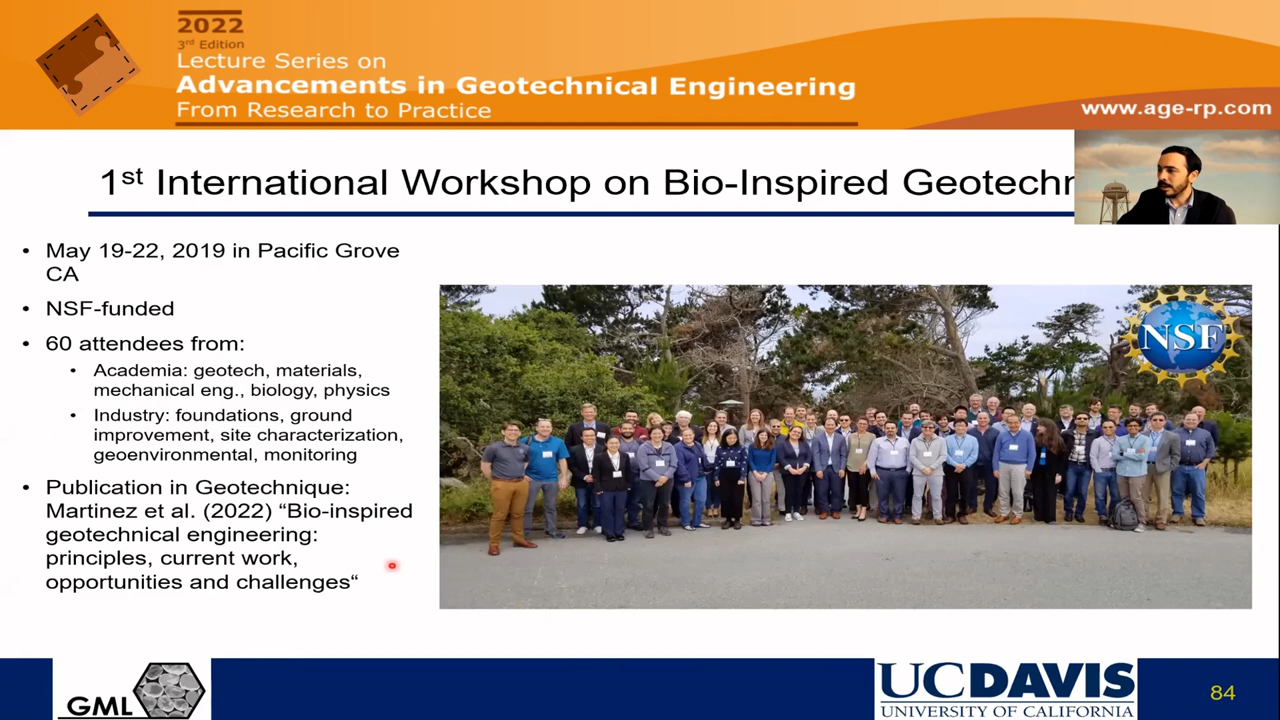 2022
3rd Edition
Lecture Series on
Advancements in Geotechnical Engineering
From Research to Practice
www.age-rp.com
1st International Workshop on Bio-Inspired Geotechn
• May 19-22, 2019 in Pacific Grove
CA
• NSF-funded
• 60 attendees from:
• Academia: geotech, materials,
mechanical eng., biology, physics
• Industry: foundations, ground
improvement, site characterization,
geoenvironmental, monitoring
• Publication in Geotechnique:
Martinez et al. (2022) “Bio-inspired
geotechnical engineering:
principles, current work,
opportunities and challenges“
NSF
GML
UCDAVIS
UNIVERSITY OF CALIFORNIA
84